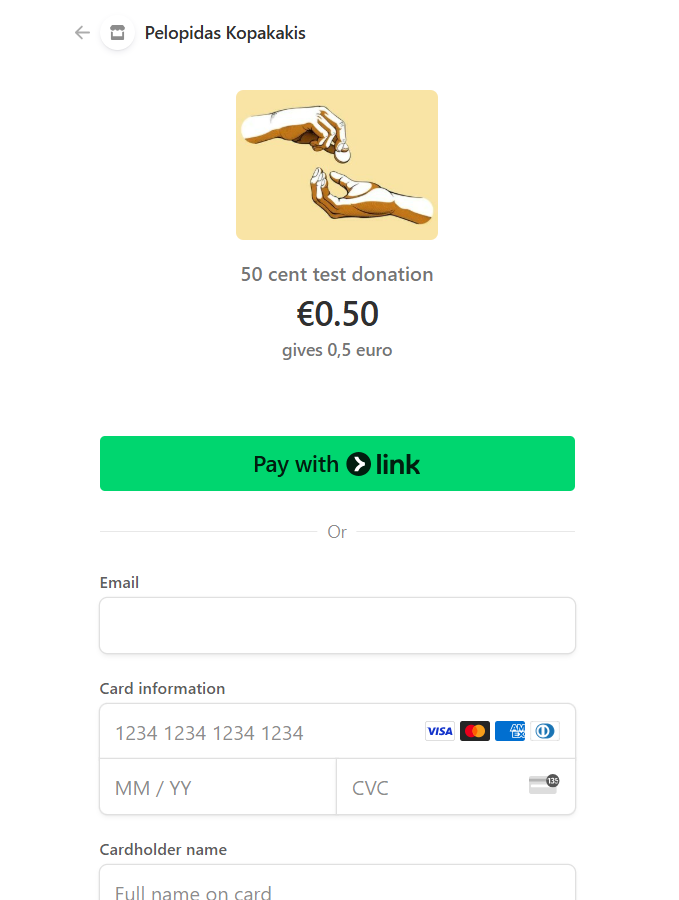 Pelopidas Kopakakis
50 cent test donation
€0.50
gives 0,5 euro
Pay with link
Or
Email
Card information
1234 1234 1234 1234 VISA AMEX
MM / YY CVC 135
Cardholder name
Full name on card